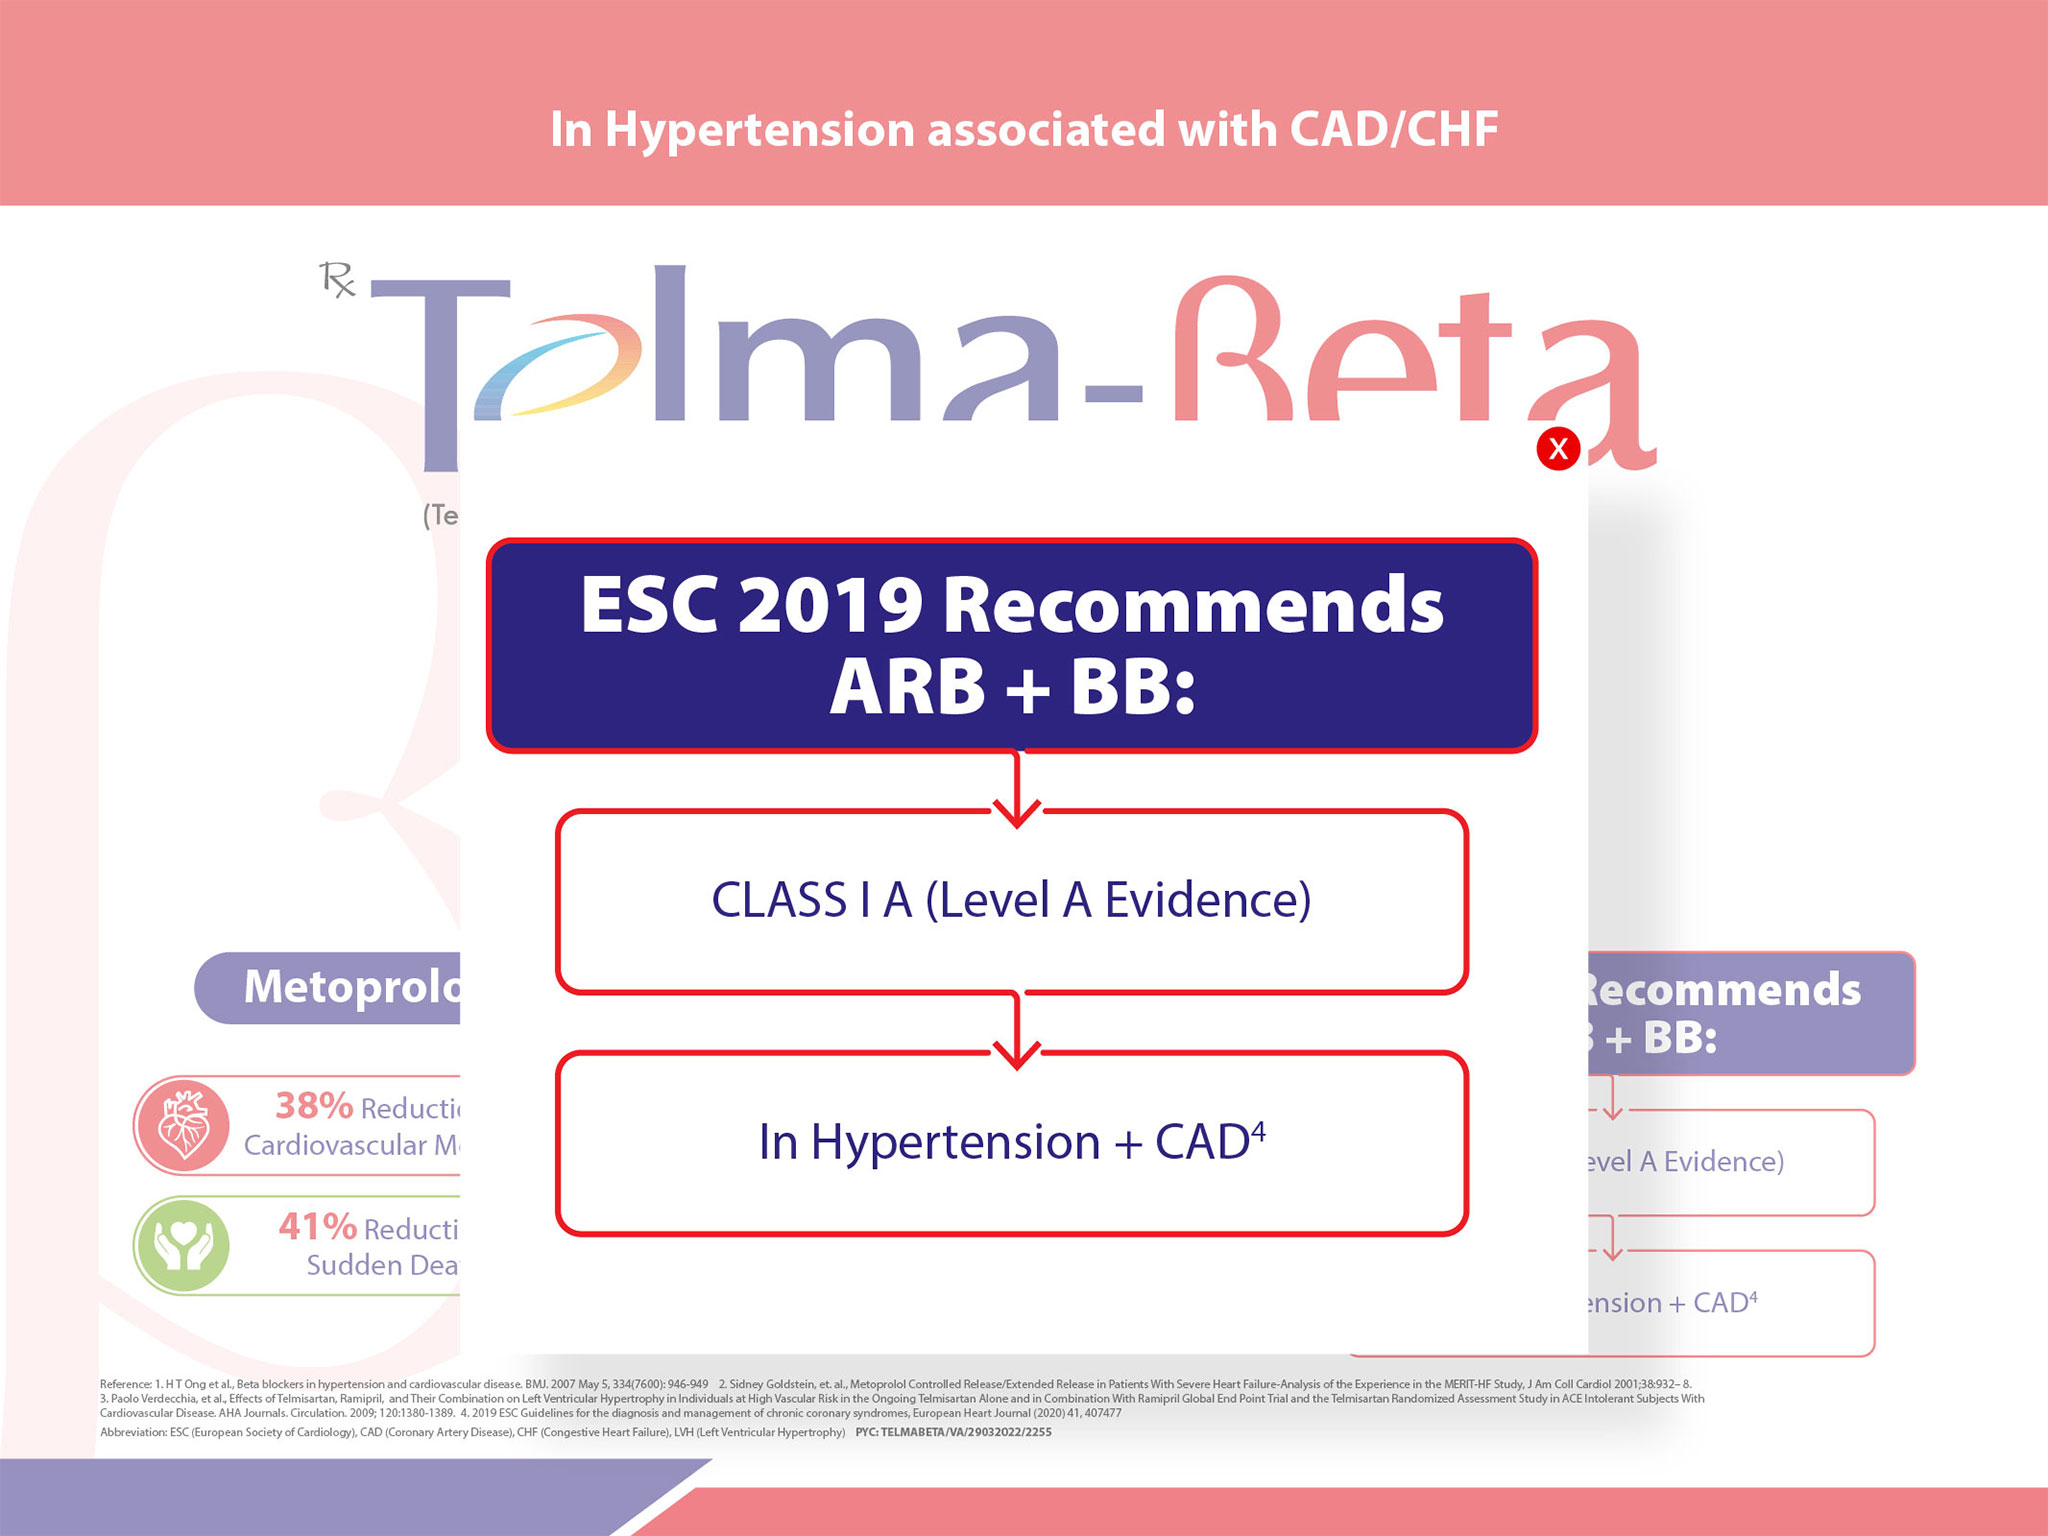 In Hypertension associated with CAD/CHF
Rx Telma-Beta
(Te
X
ESC 2019 Recommends
ARB + BB:
CLASS I A (Level A Evidence)
In Hypertension + CAD4
Metoprolo
38% Reducti
Cardiovascular M
41% Reducti
Sudden Dea
Recommends
+ BB:
evel A Evidence)
ension + CAD4
Reference: 1. H T Ong et al., Beta blockers in hypertension and cardiovascular disease. BMJ. 2007 May 5, 334(7600): 946-949 2. Sidney Goldstein, et. al., Metoprolol Controlled Release/Extended Release in Patients With Severe Heart Failure-Analysis of the Experience in the MERIT-HF Study, J Am Coll Cardiol 2001;38:932– 8.
3. Paolo Verdecchia, et al., Effects of Telmisartan, Ramipril, and Their Combination on Left Ventricular Hypertrophy in Individuals at High Vascular Risk in the Ongoing Telmisartan Alone and in Combination With Ramipril Global End Point Trial and the Telmisartan Randomized Assessment Study in ACE Intolerant Subjects With
Cardiovascular Disease. AHA Journals. Circulation. 2009; 120:1380-1389. 4. 2019 ESC Guidelines for the diagnosis and management of chronic coronary syndromes, European Heart Journal (2020) 41, 407477
Abbreviation: ESC (European Society of Cardiology), CAD (Coronary Artery Disease), CHF (Congestive Heart Failure), LVH (Left Ventricular Hypertrophy) PYC: TELMABETA/VA/29032022/2255